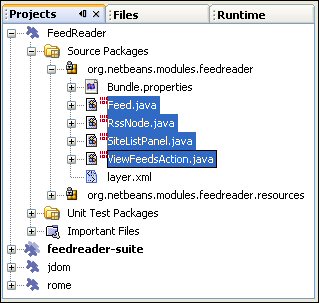 Projects Files Runtime
FeedReader
Source Packages
org.netbeans.modules.feedreader
Bundle.properties
Feed.java
RssNode.java
SiteListPanel.java
ViewFeedsAction.java
layer.xml
org.netbeans.modules.feedreader.resources
Unit Test Packages
Important Files
feedreader-suite
jdom
rome